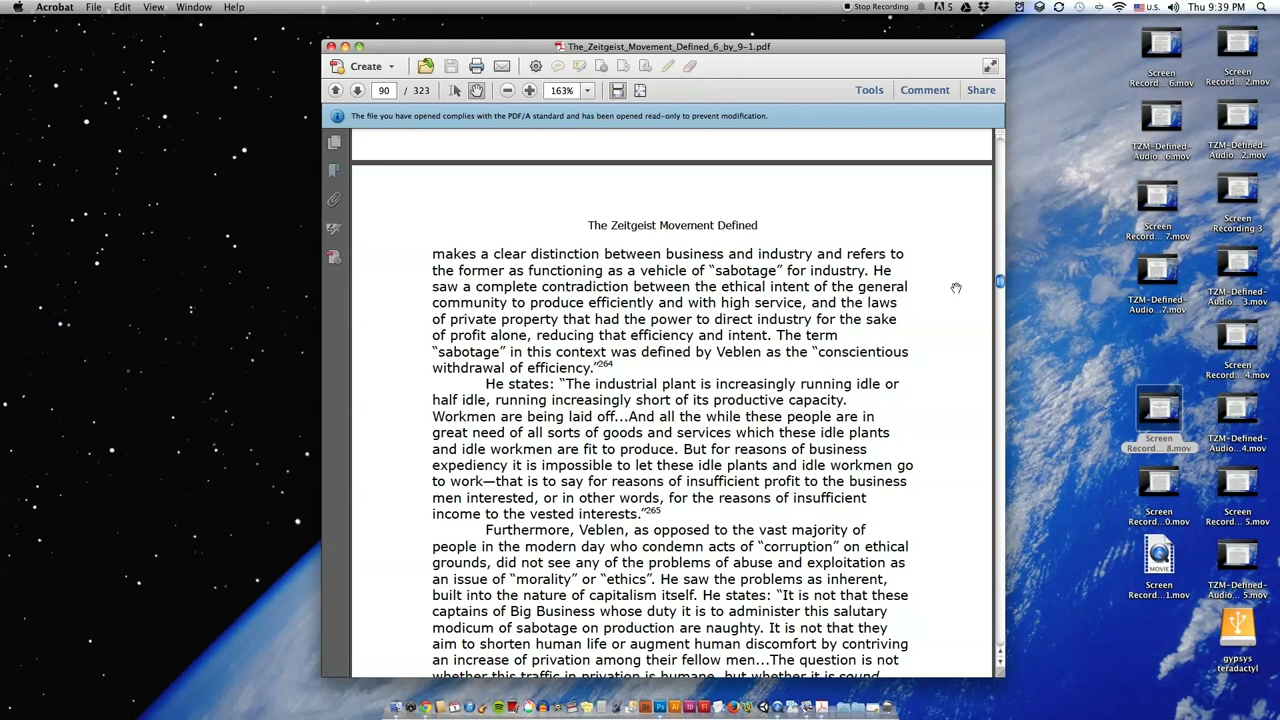 Acrobat File Edit View Window Help
Stop Recording 5 U.S. Thu 9:39 PM
The_Zeitgeist_Movement_Defined_6_by_9-1.pdf
Create
90 / 323 163% Tools Comment Share
The file you have opened complies with the PDF/A standard and has been opened read-only to prevent modification.
The Zeitgeist Movement Defined
makes a clear distinction between business and industry and refers to
the former as functioning as a vehicle of “sabotage” for industry. He
saw a complete contradiction between the ethical intent of the general
community to produce efficiently and with high service, and the laws
of private property that had the power to direct industry for the sake
of profit alone, reducing that efficiency and intent. The term
“sabotage” in this context was defined by Veblen as the “conscientious
withdrawal of efficiency.”264
He states: “The industrial plant is increasingly running idle or
half idle, running increasingly short of its productive capacity.
Workmen are being laid off...And all the while these people are in
great need of all sorts of goods and services which these idle plants
and idle workmen are fit to produce. But for reasons of business
expediency it is impossible to let these idle plants and idle workmen go
to work—that is to say for reasons of insufficient profit to the business
men interested, or in other words, for the reasons of insufficient
income to the vested interests.”265
Furthermore, Veblen, as opposed to the vast majority of
people in the modern day who condemn acts of “corruption” on ethical
grounds, did not see any of the problems of abuse and exploitation as
an issue of “morality” or “ethics”. He saw the problems as inherent,
built into the nature of capitalism itself. He states: “It is not that these
captains of Big Business whose duty it is to administer this salutary
modicum of sabotage on production are naughty. It is not that they
aim to shorten human life or augment human discomfort by contriving
an increase of privation among their fellow men...The question is not
whether this traffic in privation is humane, but whether it is sound
Screen
Record... 6.mov
Screen
Record... 2.mov
TZM-Defined-
Audio...6.mov
TZM-Defined-
Audio...2.mov
Screen
Record... 7.mov
Screen
Recording 3
TZM-Defined-
Audio...7.mov
TZM-Defined-
Audio...3.mov
Screen
Record... 4.mov
Screen
Record... 8.mov
TZM-Defined-
Audio...4.mov
Screen
Record...0.mov
Screen
Record... 5.mov
MOVIE
Screen
Record...1.mov
TZM-Defined-
Audio... 5.mov
gypsys
teradactyl